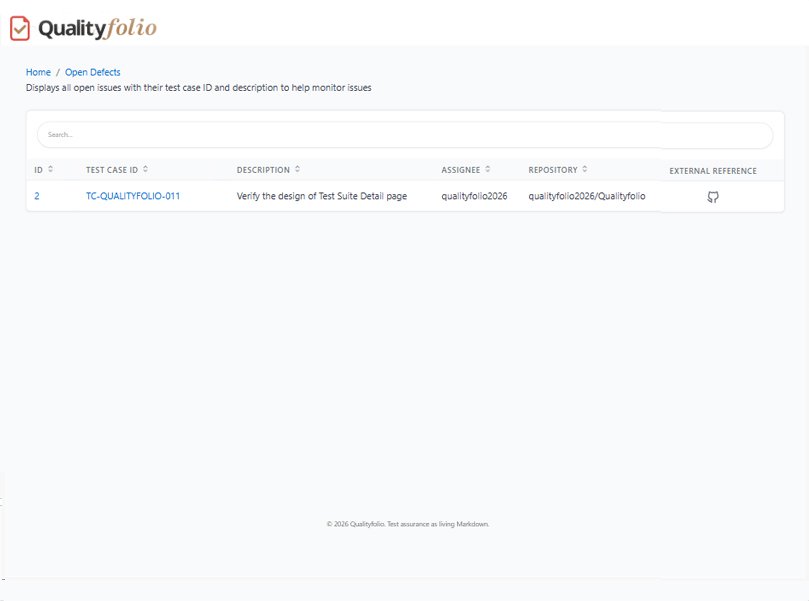 Qualityfolio
Home / Open Defects
Displays all open issues with their test case ID and description to help monitor issues
Search...
ID TEST CASE ID DESCRIPTION ASSIGNEE REPOSITORY EXTERNAL REFERENCE
2 TC-QUALITYFOLIO-011 Verify the design of Test Suite Detail page qualityfolio2026 qualityfolio2026/Qualityfolio
© 2026 Qualityfolio. Test assurance as living Markdown.